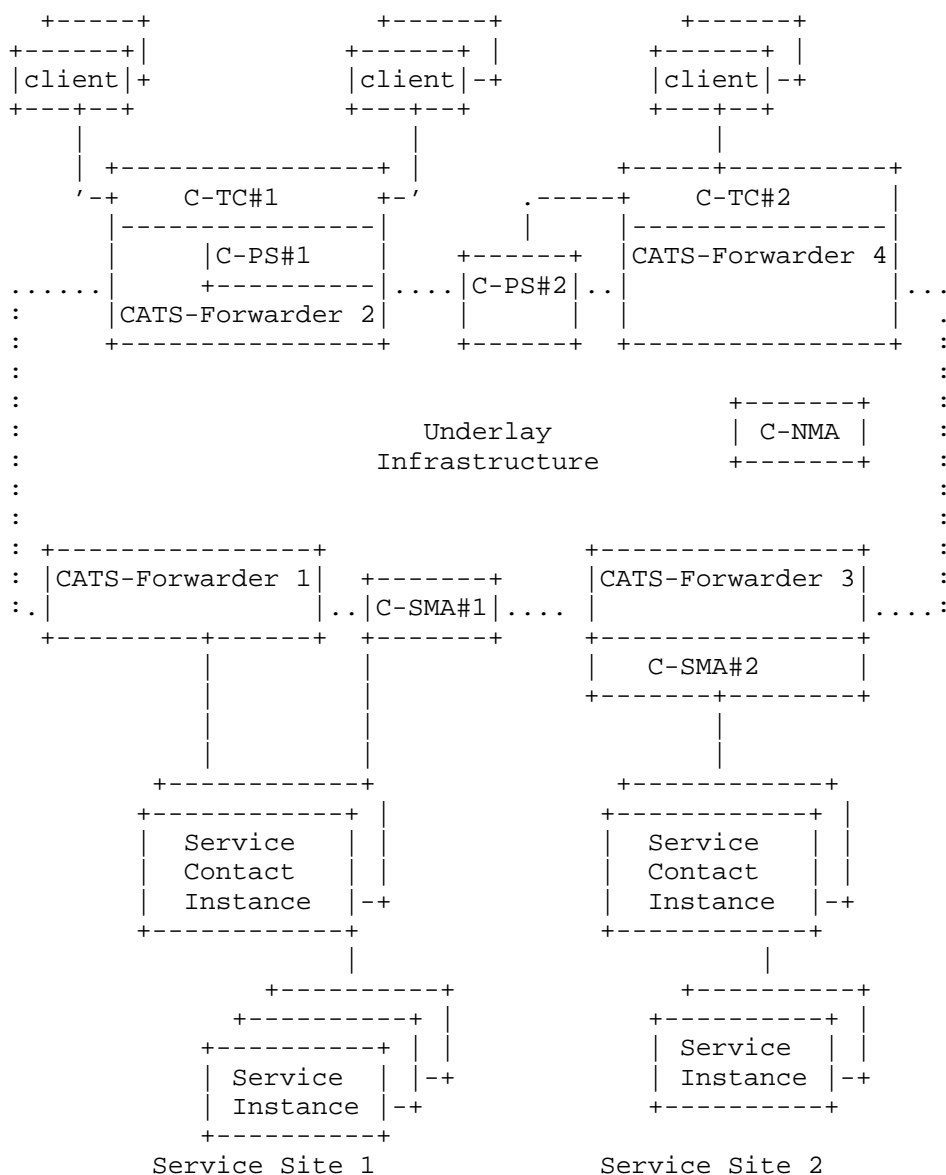 client client client
C-TC#1 C-TC#2
C-PS#1 CATS-Forwarder 4
C-PS#2
CATS-Forwarder 2
C-NMA
Underlay
Infrastructure
CATS-Forwarder 1 CATS-Forwarder 3
C-SMA#1
C-SMA#2
Service Service
Contact Contact
Instance Instance
Service
Instance
Service
Instance
Service Site 1 Service Site 2